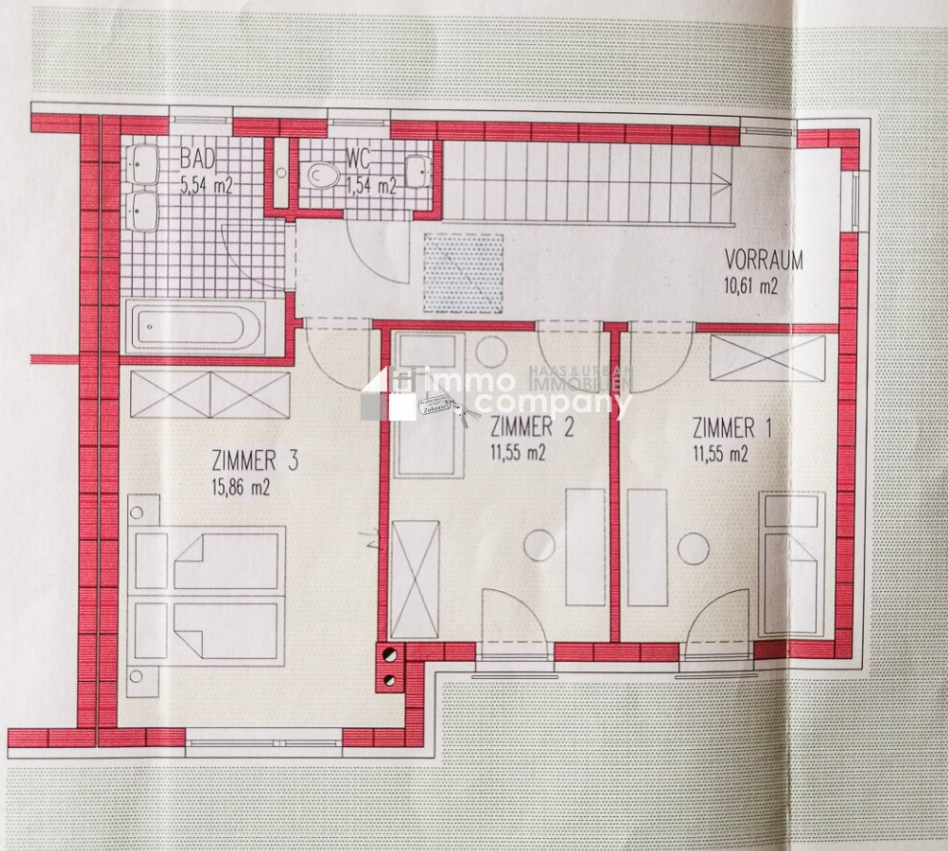 BAD
5,54 m2
WC
1,54 m2
VORRAUM
10,61 m2
immo
company
HAAS & URBAN
IMMOBILIEN
Zuhause
ZIMMER 2
11,55 m2
ZIMMER 1
11,55 m2
ZIMMER 3
15,86 m2